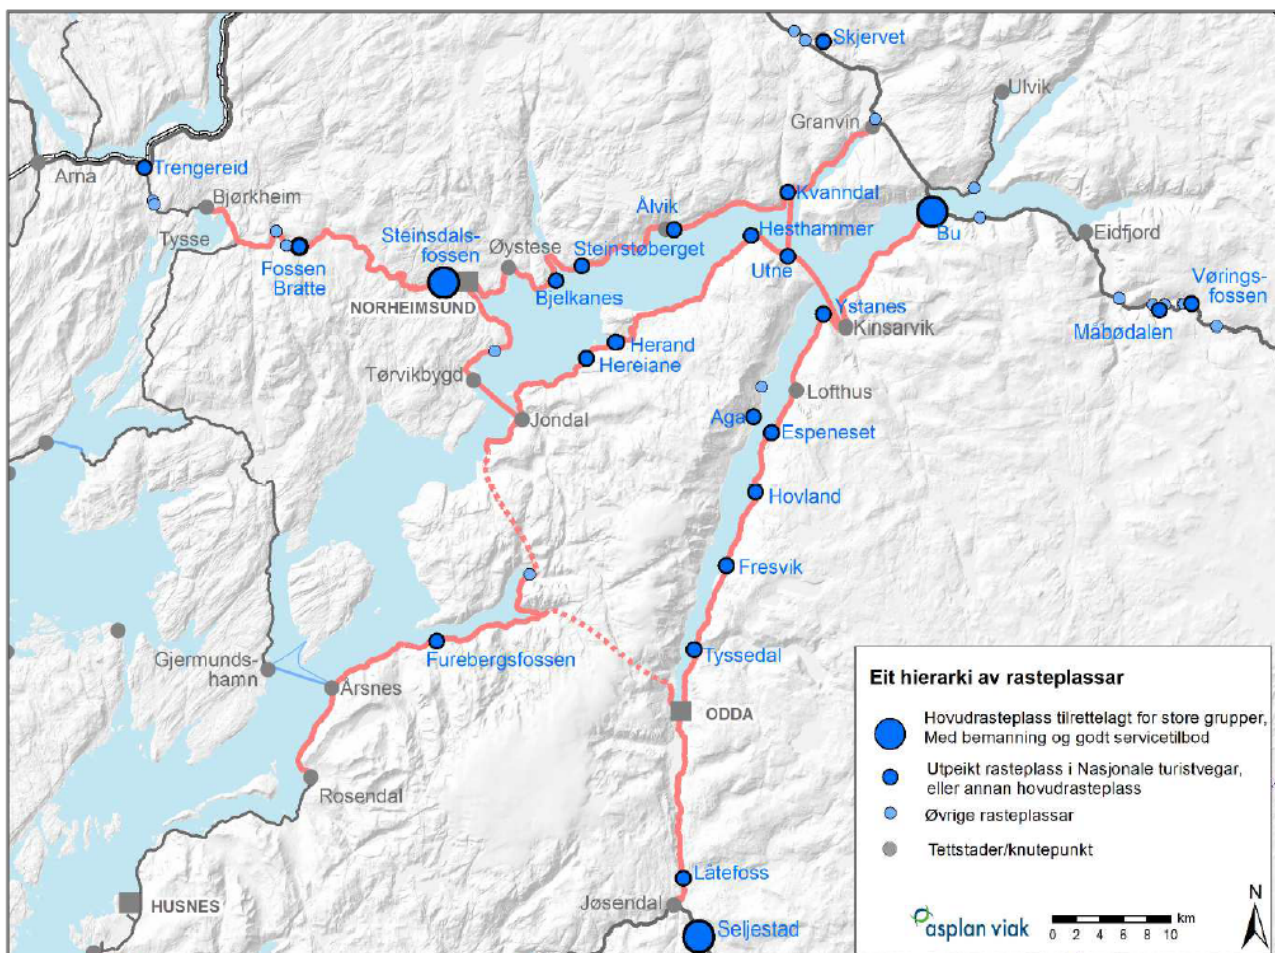 Skjervet
Ulvik
Granvin
Arna
Trengereid
Bjørkheim
Kvanndal
Ålvik
Hesthammer
Bu
Tysse
Steinsdals-
fossen
Øystese
Steinstøberget
Eidfjord
Fossen
Bratte
Utne
Vørings-
fossen
Bjelkanes
NORHEIMSUND
Ystanes
Kinsarvik
Måbødalen
Herand
Hereiane
Tørvikbygd
Lofthus
Jondal
Aga
Espeneset
Hovland
Fresvik
Furebergsfossen
Tyssedal
Gjermunds-
hamn
Årsnes
ODDA
Rosendal
Låtefoss
Jøsendal
HUSNES
Seljestad
Eit hierarki av rasteplassar
Hovudrasteplass tilrettelagt for store grupper,
Med bemanning og godt servicetilbod
Utpeikt rasteplass i Nasjonale turistvegar,
eller annan hovudrasteplass
Øvrige rasteplassar
Tettstader/knutepunkt
asplan viak
km
0 2 4 6 8 10
N